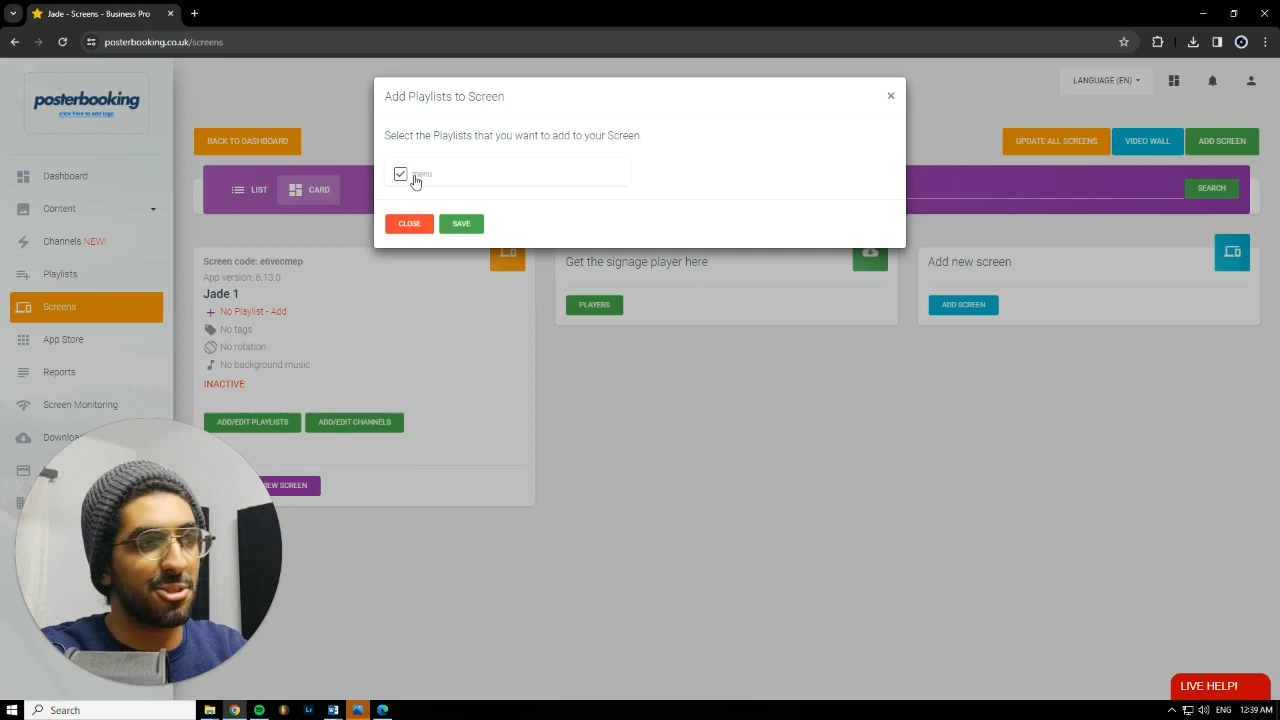 Jade - Screens - Business Pro
posterbooking.co.uk/screens
posterbooking
click here to add logo
LANGUAGE (EN)
Add Playlists to Screen
Select the Playlists that you want to add to your Screen.
menu
CLOSE
SAVE
BACK TO DASHBOARD
UPDATE ALL SCREENS
VIDEO WALL
ADD SCREEN
LIST
CARD
SEARCH
Dashboard
Content
Channels NEW!
Playlists
Screens
App Store
Reports
Screen Monitoring
Screen code: e6vecmep
App version: 6.13.0
Jade 1
No Playlist - Add
No tags
No rotation
No background music
INACTIVE
ADD/EDIT PLAYLISTS
ADD/EDIT CHANNELS
SCREEN
Get the signage player here
PLAYERS
Add new screen
ADD SCREEN
LIVE HELP!
Search
ENG
12:39 AM